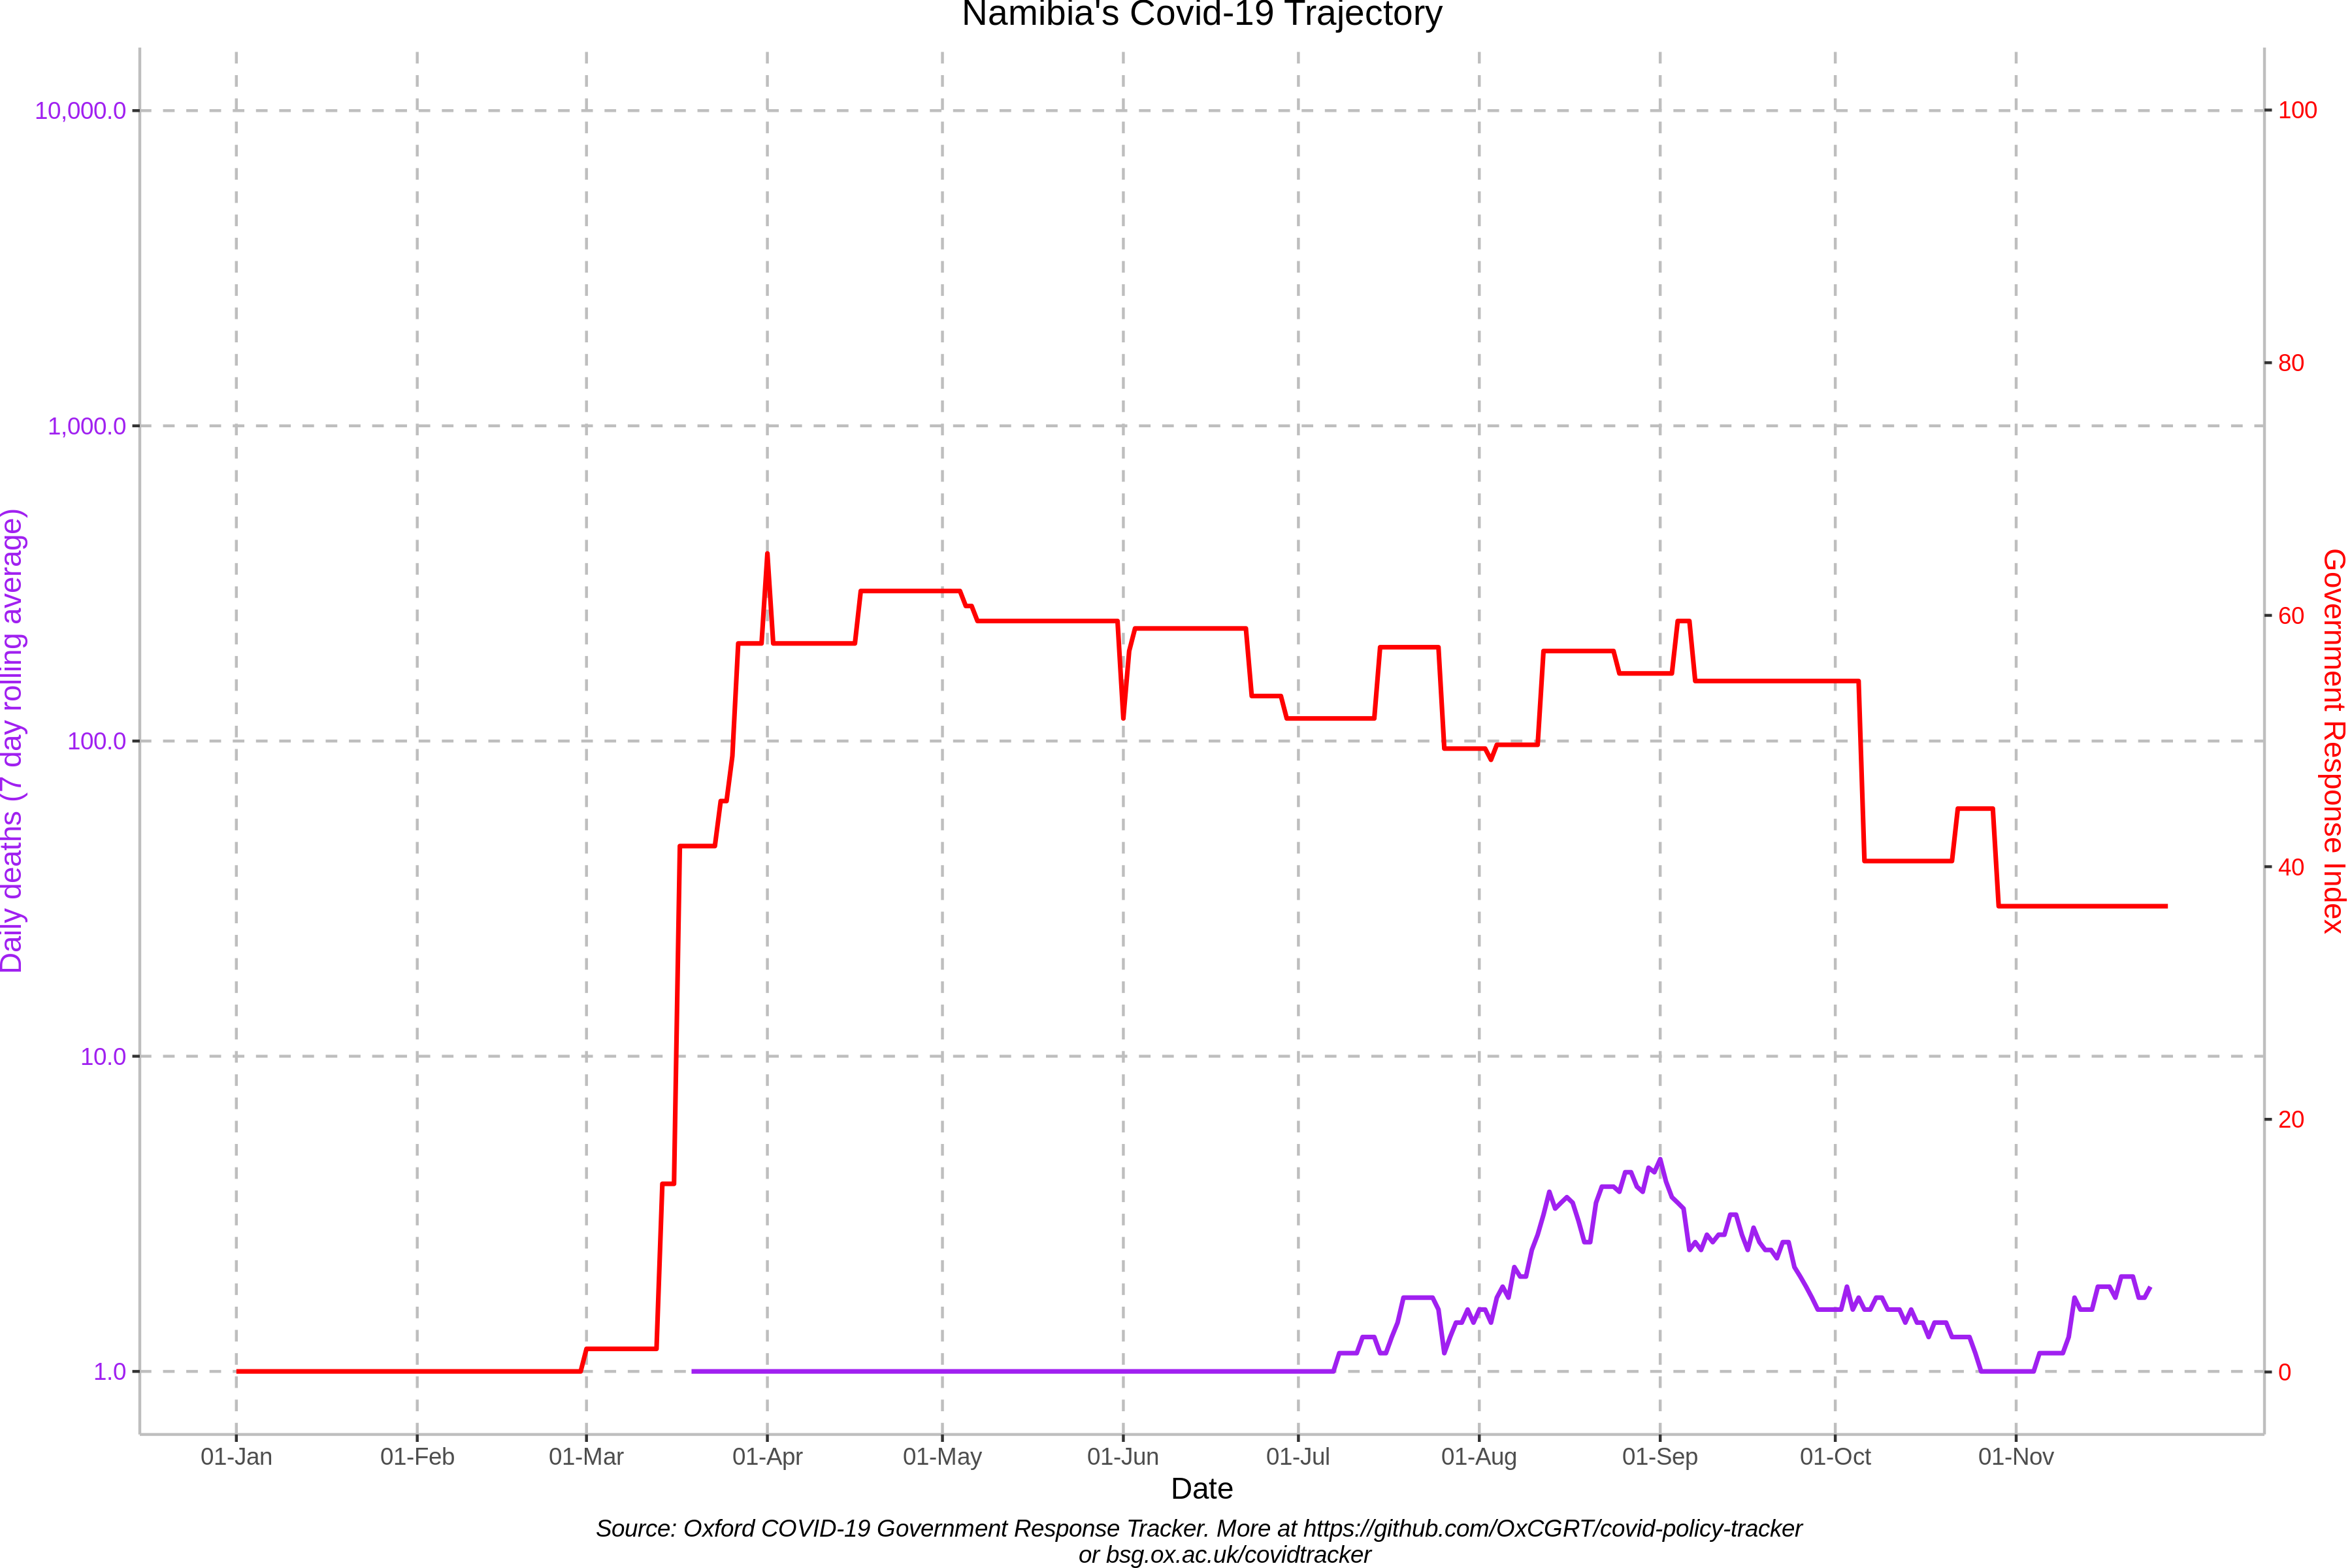 Namibia's Covid-19 Trajectory
10,000.0
1,000.0
100.0
10.0
1.0
Daily deaths (7 day rolling average)
100
80
60
40
20
0
Government Response Index
01-Jan 01-Feb 01-Mar 01-Apr 01-May 01-Jun 01-Jul 01-Aug 01-Sep 01-Oct 01-Nov
Date
Source: Oxford COVID-19 Government Response Tracker. More at https://github.com/OxCGRT/covid-policy-tracker
or bsg.ox.ac.uk/covidtracker